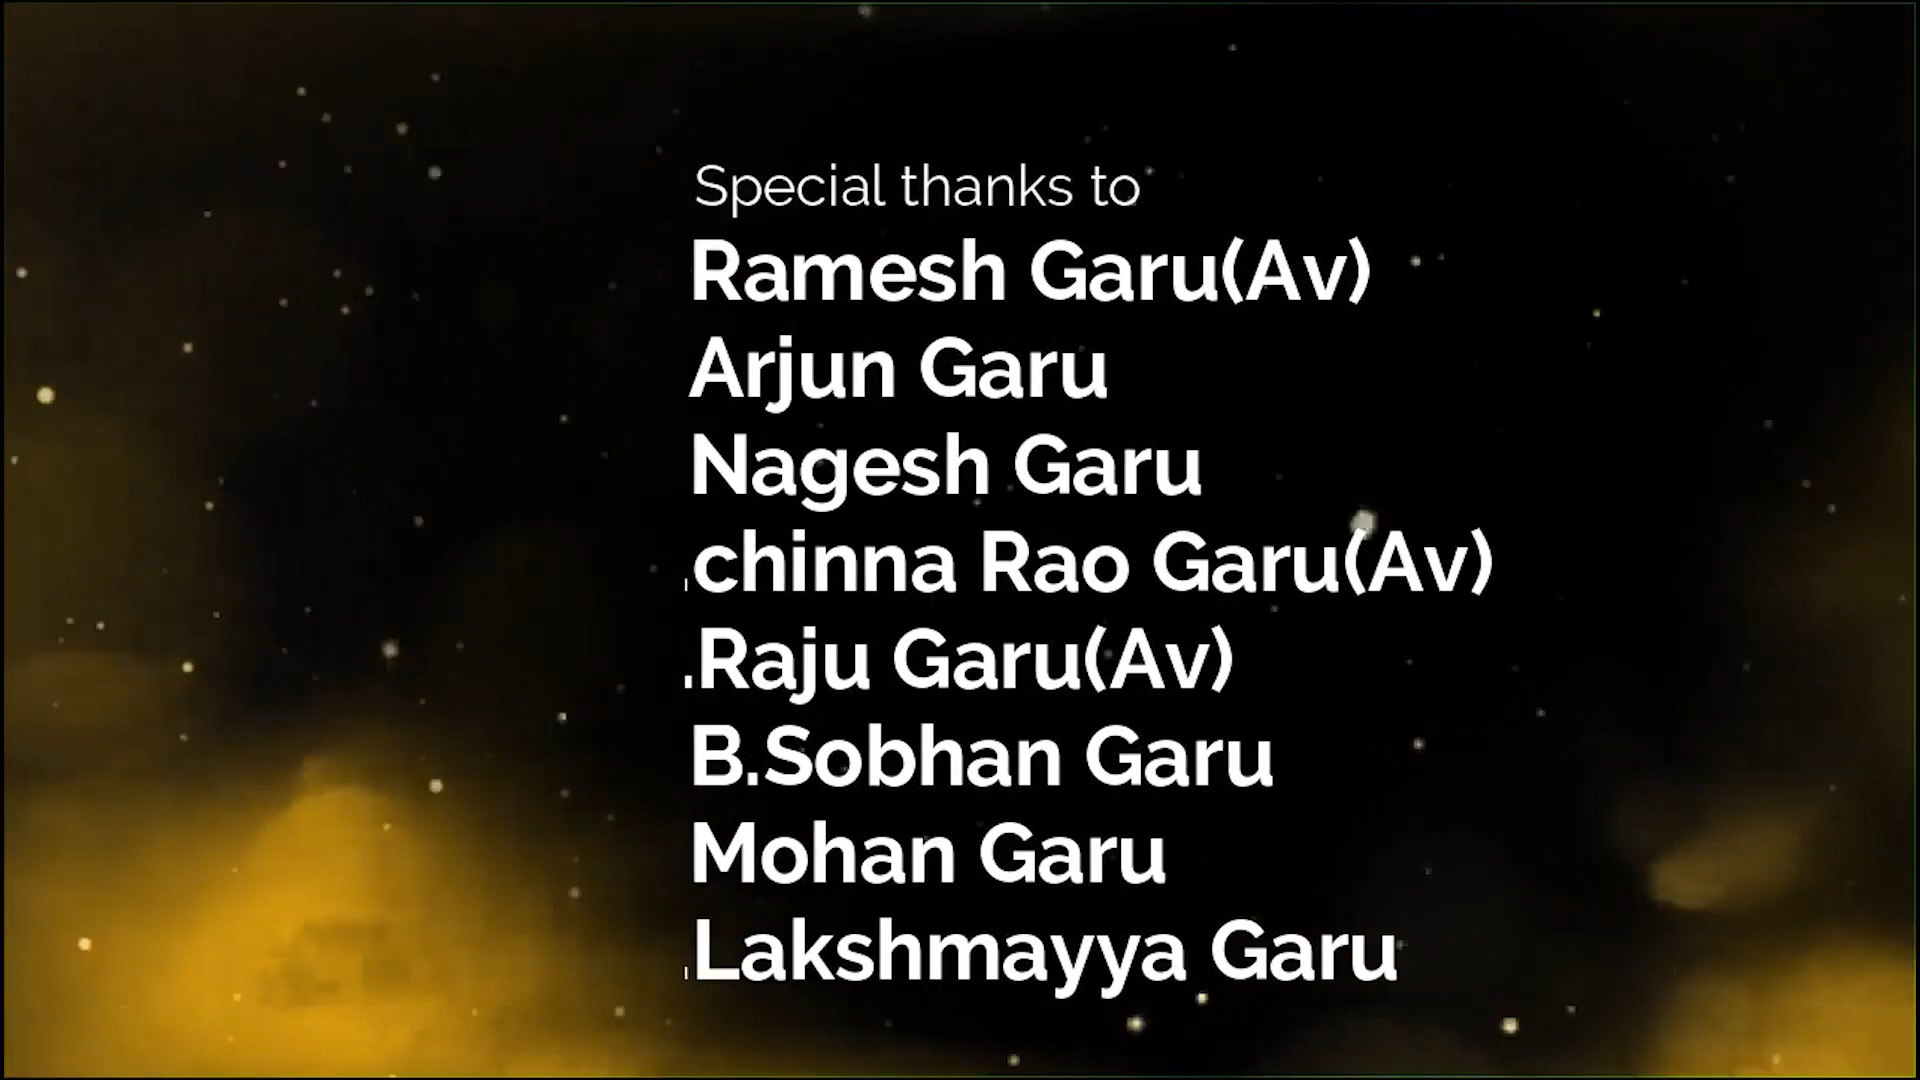 Special thanks to
Ramesh Garu(Av)
Arjun Garu
Nagesh Garu
.chinna Rao Garu(Av)
.Raju Garu(Av)
B.Sobhan Garu
Mohan Garu
.Lakshmayya Garu